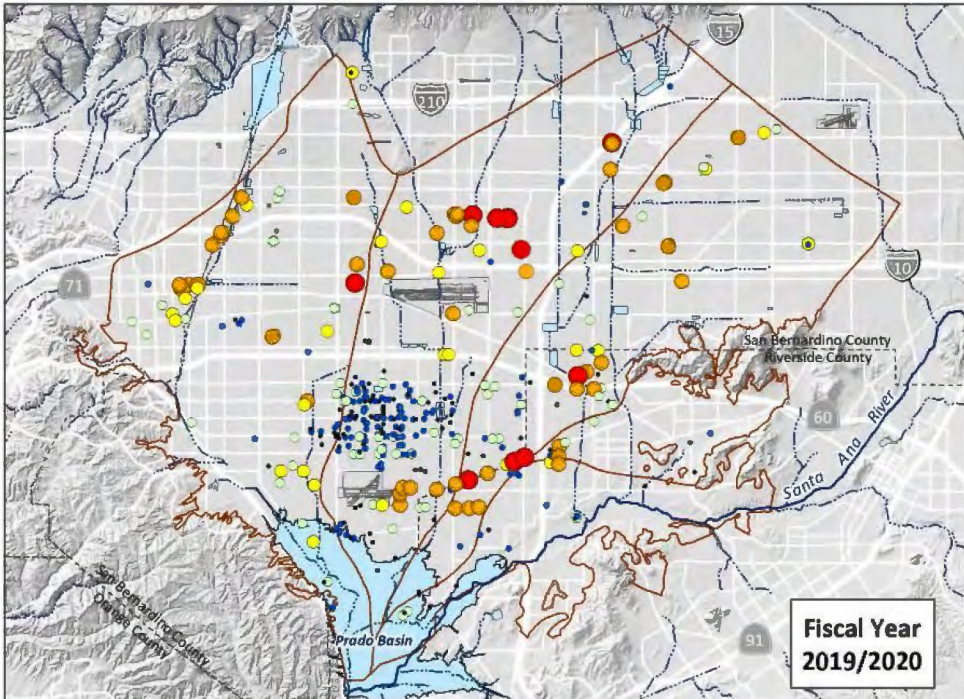 15
210
71
10
San Bernardino County
Riverside County
60
Santa Ana River
San Bernardino County
Orange County
Prado Basin
91
Fiscal Year
2019/2020